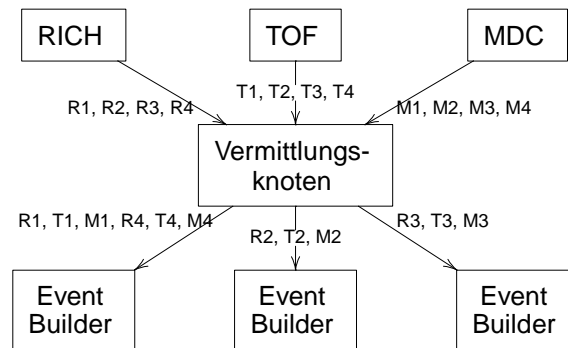 RICH
TOF
MDC
R1, R2, R3, R4
T1, T2, T3, T4
M1, M2, M3, M4
Vermittlungs-
knoten
R1, T1, M1, R4, T4, M4
R2, T2, M2
R3, T3, M3
Event
Builder
Event
Builder
Event
Builder